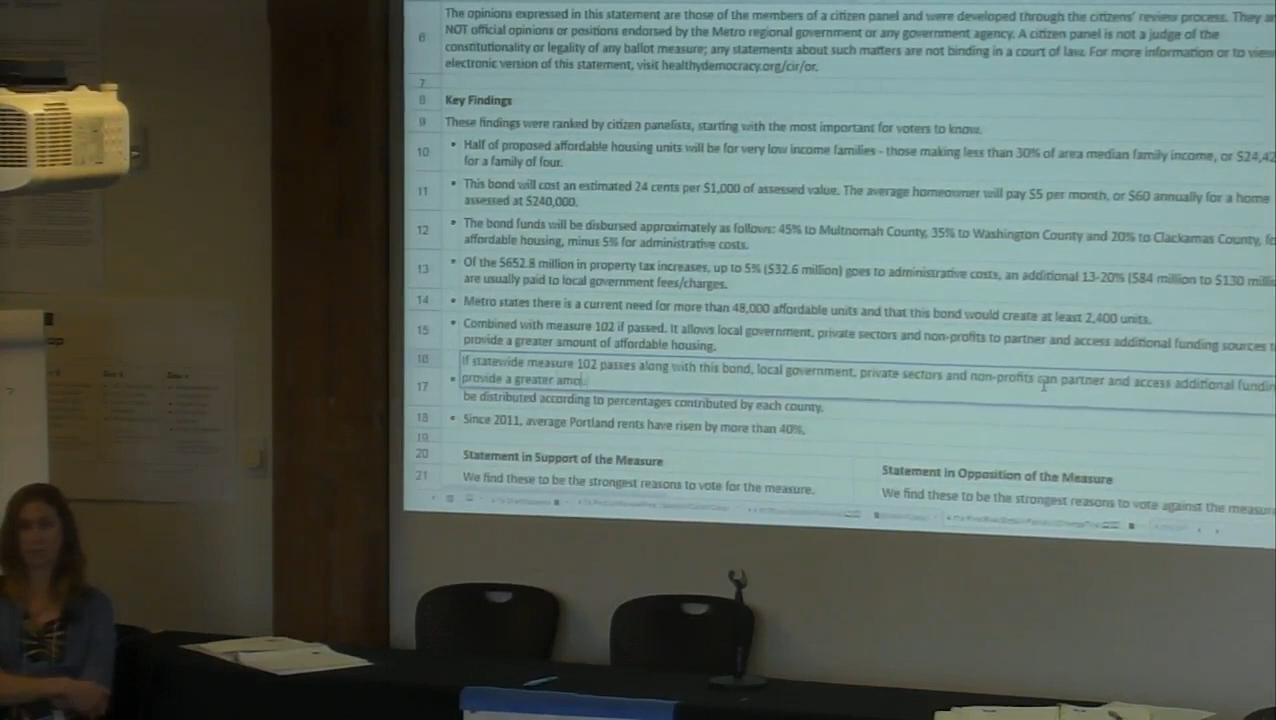 6
The opinions expressed in this statement are those of the members of a citizen panel and were developed through the citizens' review process. They
NOT official opinions or positions endorsed by the Metro regional government or any government agency. A citizen panel is not a judge of the
constitutionality or legality of any ballot measure; any statements about such matters are not binding in a court of law. For more information or to
electronic version of this statement, visit healthydemocracy.org/cir/or.
7
8 Key Findings
9 These findings were ranked by citizen panelists, starting with the most important for voters to know.
10 • Half of proposed affordable housing units will be for very low income families - those making less than 30% of area median family income, or $24,42
for a family of four.
11 • This bond will cost an estimated 24 cents per $1,000 of assessed value. The average homeowner will pay $5 per month, or $60 annually for a home
assessed at $240,000.
12 • The bond funds will be disbursed approximately as follows: 45% to Multnomah County, 35% to Washington County and 20% to Clackamas County,
affordable housing, minus 5% for administrative costs.
13 • Of the $652.8 million in property tax increases, up to 5% ($32.6 million) goes to administrative costs, an additional 13-20% ($84 million to $130
are usually paid to local government fees/charges.
14 • Metro states there is a current need for more than 48,000 affordable units and that this bond would create at least 2,400 units.
15 • Combined with measure 102 if passed. It allows local government, private sectors and non-profits to partner and access additional funding sources
provide a greater amount of affordable housing.
16 If statewide measure 102 passes along with this bond, local government, private sectors and non-profits can partner and access additional
17 • provide a greater amo
be distributed according to percentages contributed by each county.
18 • Since 2011, average Portland rents have risen by more than 40%.
19
20 Statement in Support of the Measure Statement in Opposition of the Measure
21 We find these to be the strongest reasons to vote for the measure. We find these to be the strongest reasons to vote against the